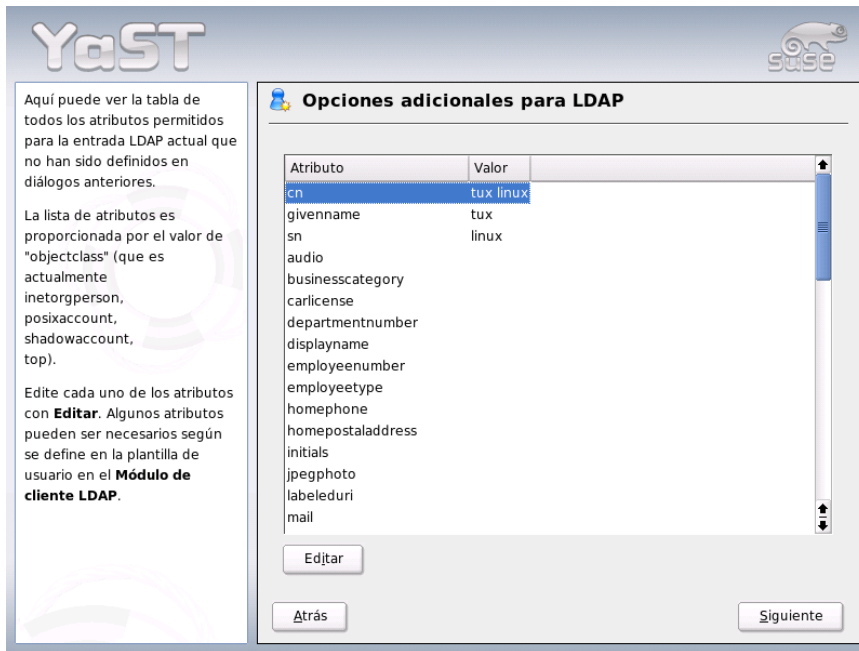 YaST
SUSE
Aquí puede ver la tabla de
todos los atributos permitidos
para la entrada LDAP actual que
no han sido definidos en
diálogos anteriores.
La lista de atributos es
proporcionada por el valor de
"objectclass" (que es
actualmente
inetorgperson,
posixaccount,
shadowaccount,
top).
Edite cada uno de los atributos
con Editar. Algunos atributos
pueden ser necesarios según
se define en la plantilla de
usuario en el Módulo de
cliente LDAP.
Opciones adicionales para LDAP
Atributo Valor
cn tux linux
givenname tux
sn linux
audio
businesscategory
carlicense
departmentnumber
displayname
employeenumber
employeetype
homephone
homepostaladdress
initials
jpegphoto
labeleduri
mail
Editar
Atrás
Siguiente